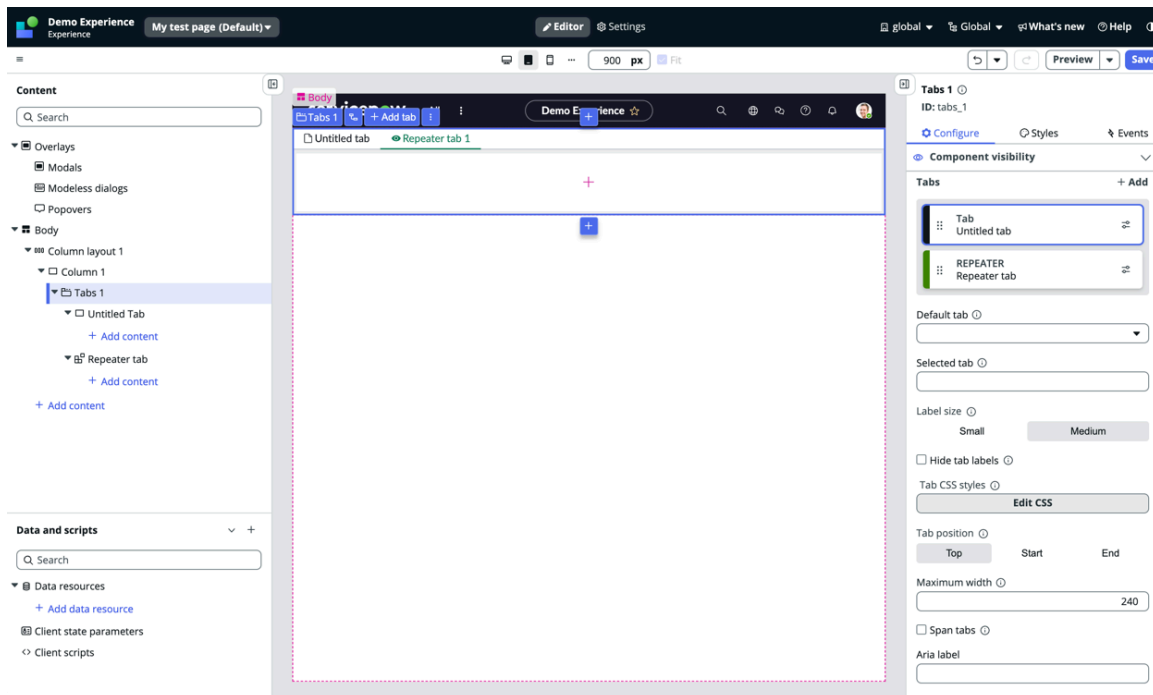 Demo Experience
Experience
My test page (Default)
Editor
Settings
global
Global
What's new
Help
900 px
Fit
Preview
Save
Content
Search
Overlays
Modals
Modeless dialogs
Popovers
Body
Column layout 1
Column 1
Tabs 1
Untitled Tab
+ Add content
Repeater tab
+ Add content
+ Add content
Data and scripts
Search
Data resources
+ Add data resource
Client state parameters
Client scripts
Body
Tabs 1
+ Add tab
Demo Experience
Untitled tab
Repeater tab 1
Tabs 1
ID: tabs_1
Configure
Styles
Events
Component visibility
Tabs
+ Add
Tab
Untitled tab
REPEATER
Repeater tab
Default tab
Selected tab
Label size
Small
Medium
Hide tab labels
Tab CSS styles
Edit CSS
Tab position
Top
Start
End
Maximum width
240
Span tabs
Aria label